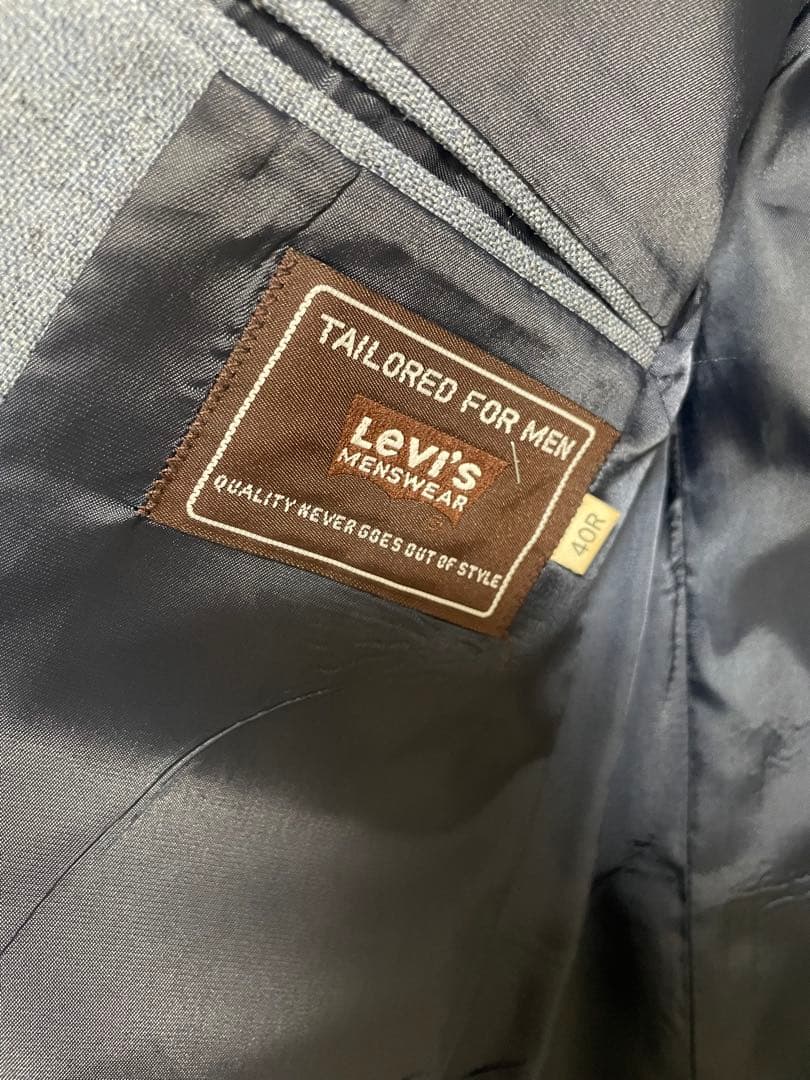 TAILORED FOR MEN
Levi's
MENSWEAR
QUALITY NEVER GOES OUT OF STYLE
40R